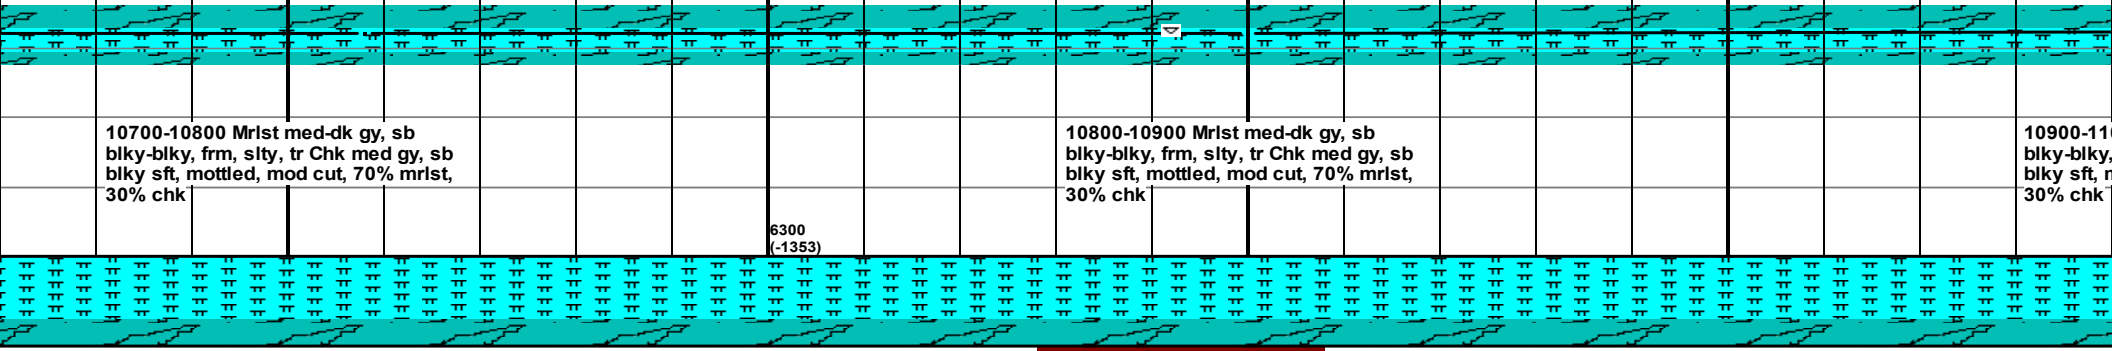 10700-10800 Mrlst med-dk gy, sb
blky-blky, frm, slty, tr Chk med gy, sb
blky sft, mottled, mod cut, 70% mrlst,
30% chk
6300
(-1353)
10800-10900 Mrlst med-dk gy, sb
blky-blky, frm, slty, tr Chk med gy, sb
blky sft, mottled, mod cut, 70% mrlst,
30% chk
10900-11
blky-blky,
blky sft,
30% chk